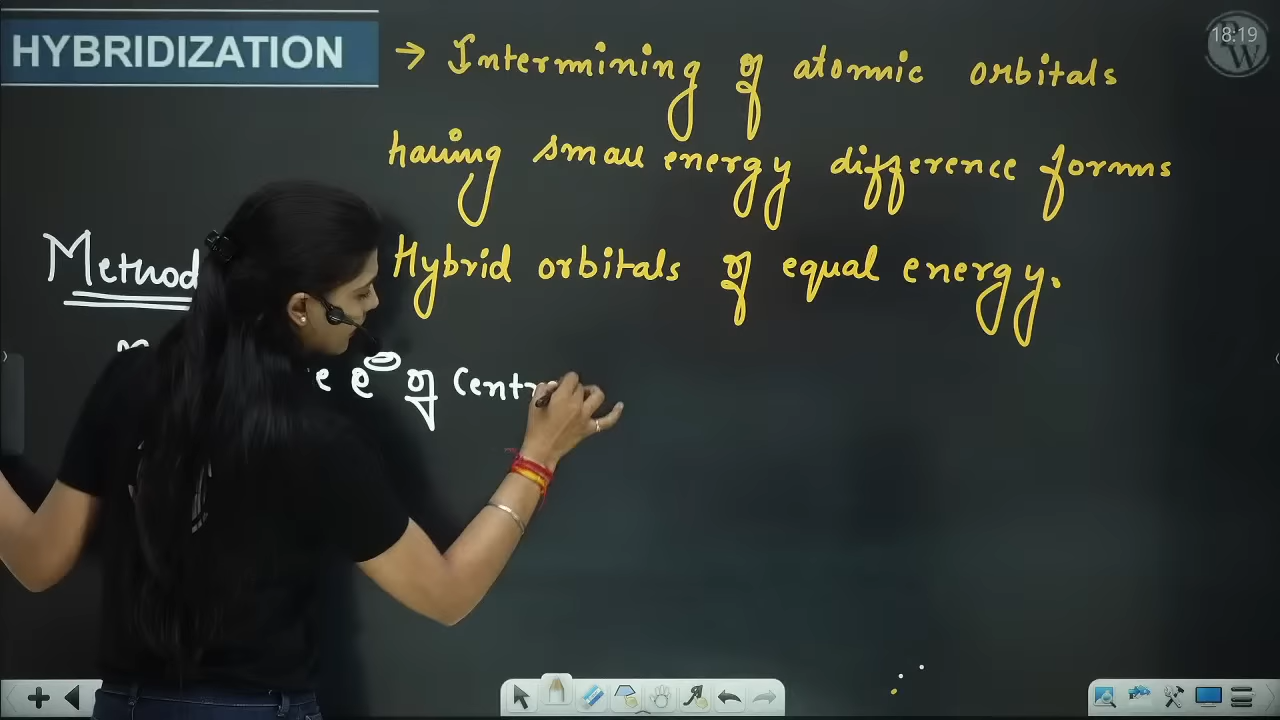 HYBRIDIZATION → Intermining of atomic orbitals
18:19
PW
having small energy difference forms
Method Hybrid orbitals of equal energy.
e e⊖ of Centr